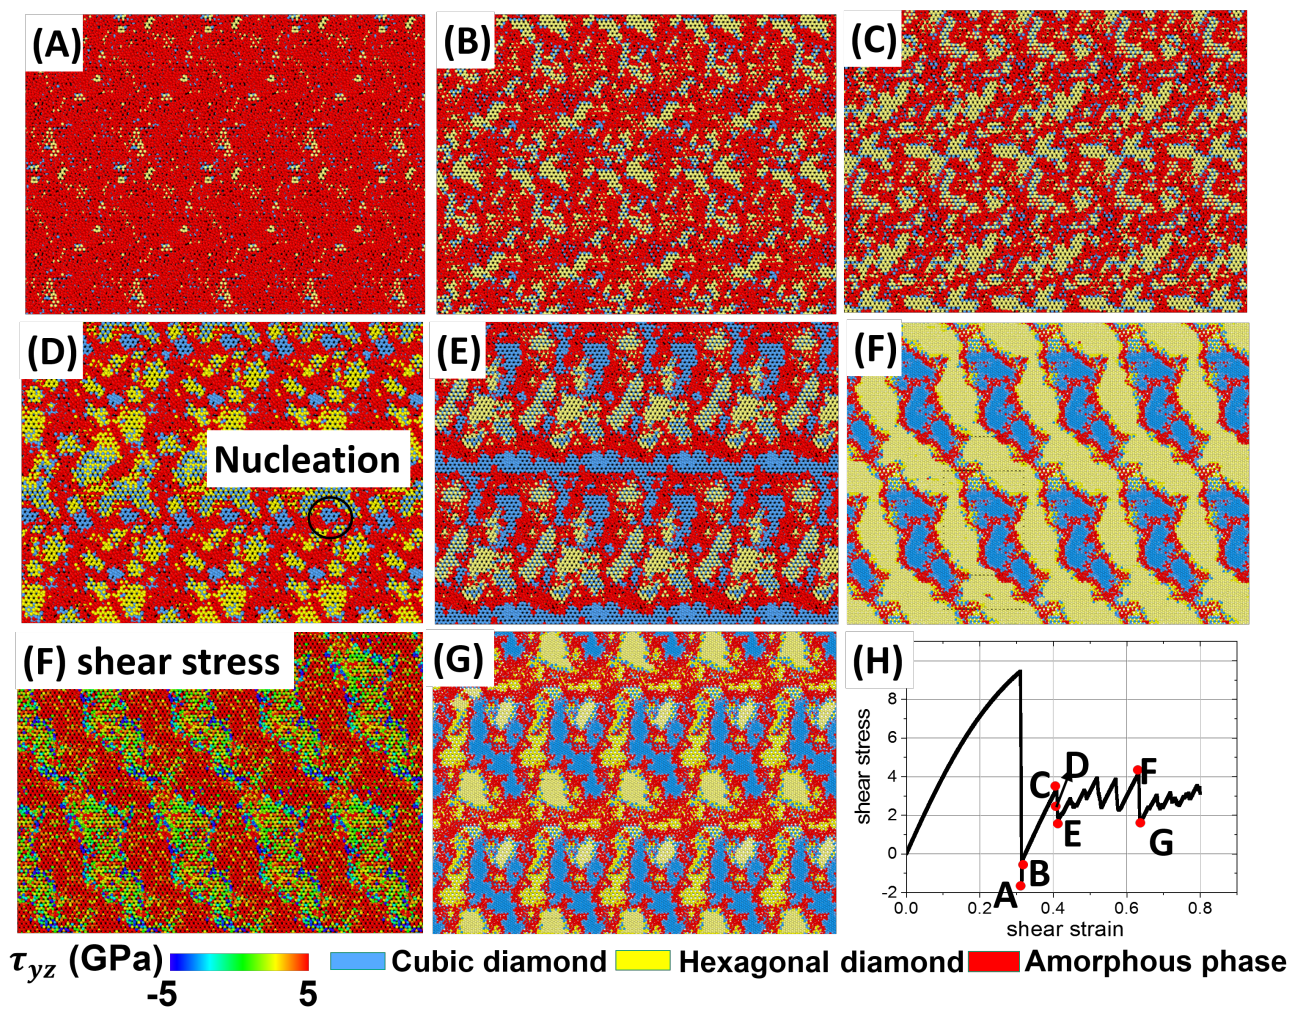 (A)
(B)
(C)
(D)
Nucleation
(E)
(F)
(F) shear stress
(G)
(H)
shear stress
8
6
4
2
0
-2
C
D
E
F
G
B
A
0.0 0.2 0.4 0.6 0.8
shear strain
τyz (GPa)
-5 5
Cubic diamond
Hexagonal diamond
Amorphous phase